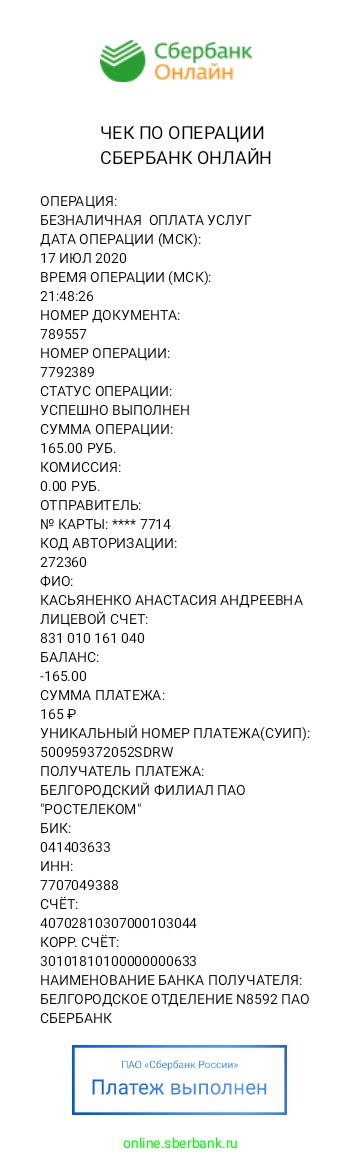 Сбербанк
Онлайн
ЧЕК ПО ОПЕРАЦИИ
СБЕРБАНК ОНЛАЙН
ОПЕРАЦИЯ:
БЕЗНАЛИЧНАЯ ОПЛАТА УСЛУГ
ДАТА ОПЕРАЦИИ (МСК):
17 ИЮЛ 2020
ВРЕМЯ ОПЕРАЦИИ (МСК):
21:48:26
НОМЕР ДОКУМЕНТА:
789557
НОМЕР ОПЕРАЦИИ:
7792389
СТАТУС ОПЕРАЦИИ:
УСПЕШНО ВЫПОЛНЕН
СУММА ОПЕРАЦИИ:
165.00 РУБ.
КОМИССИЯ:
0.00 РУБ.
ОТПРАВИТЕЛЬ:
№ КАРТЫ: **** 7714
КОД АВТОРИЗАЦИИ:
272360
ФИО:
КАСЬЯНЕНКО АНАСТАСИЯ АНДРЕЕВНА
ЛИЦЕВОЙ СЧЕТ:
831 010 161 040
БАЛАНС:
-165.00
СУММА ПЛАТЕЖА:
165 ₽
УНИКАЛЬНЫЙ НОМЕР ПЛАТЕЖА(СУИП):
500959372052SDRW
ПОЛУЧАТЕЛЬ ПЛАТЕЖА:
БЕЛГОРОДСКИЙ ФИЛИАЛ ПАО
"РОСТЕЛЕКОМ"
БИК:
041403633
ИНН:
7707049388
СЧЁТ:
40702810307000103044
КОРР. СЧЁТ:
30101810100000000633
НАИМЕНОВАНИЕ БАНКА ПОЛУЧАТЕЛЯ:
БЕЛГОРОДСКОЕ ОТДЕЛЕНИЕ N8592 ПАО
СБЕРБАНК
ПАО «Сбербанк России»
Платеж выполнен
online.sberbank.ru